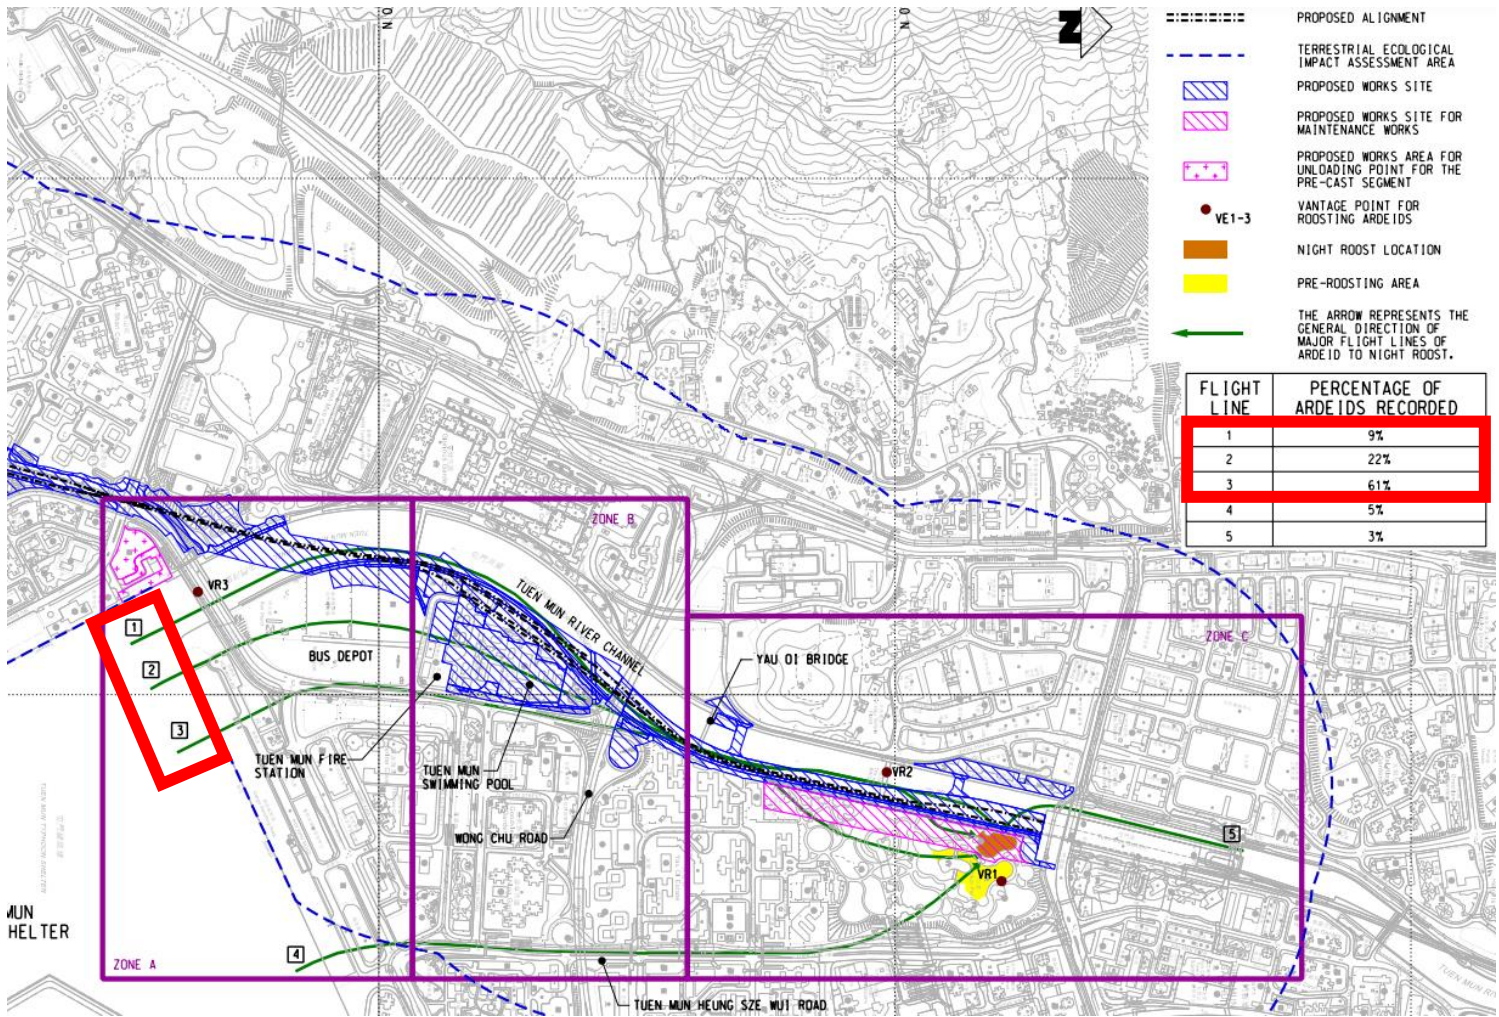 N
N
Z
PROPOSED ALIGNMENT
TERRESTRIAL ECOLOGICAL
IMPACT ASSESSMENT AREA
PROPOSED WORKS SITE
PROPOSED WORKS SITE FOR
MAINTENANCE WORKS
PROPOSED WORKS AREA FOR
UNLOADING POINT FOR THE
PRE-CAST SEGMENT
VE1-3
VANTAGE POINT FOR
ROOSTING ARDEIDS
NIGHT ROOST LOCATION
PRE-ROOSTING AREA
THE ARROW REPRESENTS THE
GENERAL DIRECTION OF
MAJOR FLIGHT LINES OF
ARDEID TO NIGHT ROOST.
FLIGHT LINE
PERCENTAGE OF ARDEIDS RECORDED
1 9%
2 22%
3 61%
4 5%
5 3%
ZONE B
VR3
TUEN MUN RIVER CHANNEL
1
2
3
BUS DEPOT
YAU OI BRIDGE
ZONE C
TUEN MUN FIRE
STATION
TUEN MUN
SWIMMING POOL
VR2
WONG CHU ROAD
5
VR1
MUN
HELTER
4
ZONE A
TUEN MUN HEUNG SZE WUI ROAD